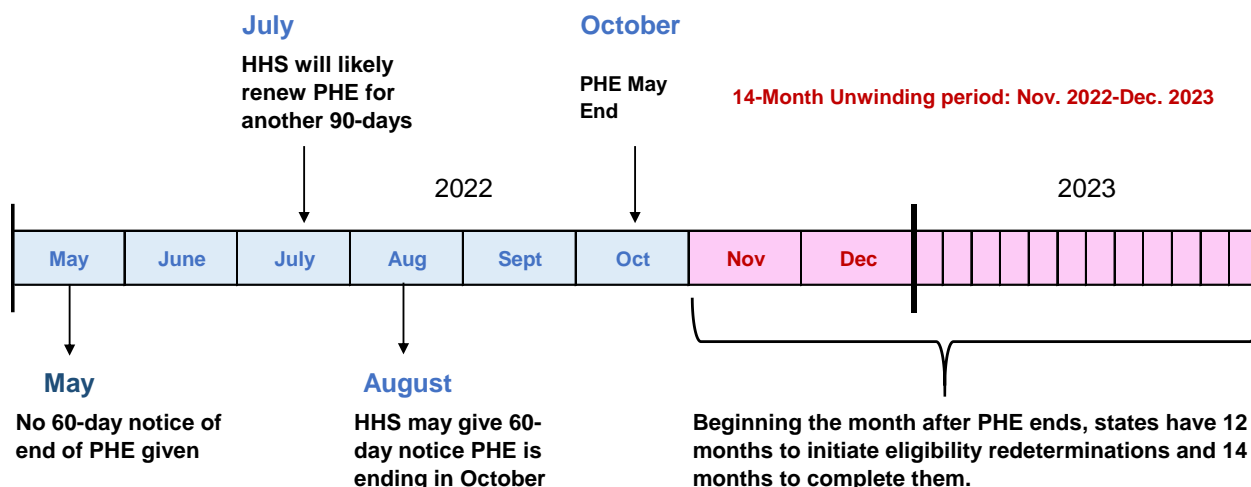 July
HHS will likely
renew PHE for
another 90-days
October
PHE May
End
14-Month Unwinding period: Nov. 2022-Dec. 2023
2022
2023
May
June
July
Aug
Sept
Oct
Nov
Dec
May
No 60-day notice of
end of PHE given
August
HHS may give 60-
day notice PHE is
ending in October
Beginning the month after PHE ends, states have 12
months to initiate eligibility redeterminations and 14
months to complete them.